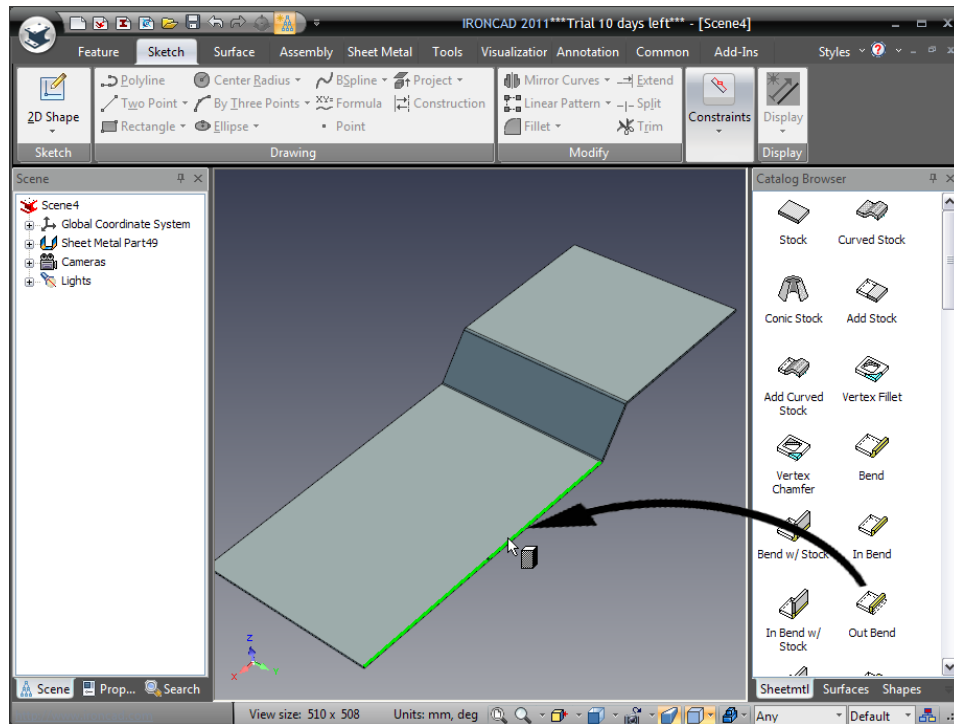 IRONCAD 2011***Trial 10 days left*** - [Scene4]
Feature Sketch Surface Assembly Sheet Metal Tools Visualizatior Annotation Common Add-Ins Styles
2D Shape
Sketch
Polyline Center Radius BSpline Project
Two Point By Three Points XYZ= Formula Construction
Rectangle Ellipse Point
Drawing
Mirror Curves Extend
Linear Pattern Split
Fillet Trim
Modify
Constraints
Display
Display
Scene
Scene4
Global Coordinate System
Sheet Metal Part49
Cameras
Lights
Scene Prop... Search
z
x
Catalog Browser
Stock Curved Stock
Conic Stock Add Stock
Add Curved Stock Vertex Fillet
Vertex Chamfer Bend
Bend w/ Stock In Bend
In Bend w/ Stock Out Bend
Sheetmtl Surfaces Shapes
View size: 510 x 508 Units: mm, deg Any Default